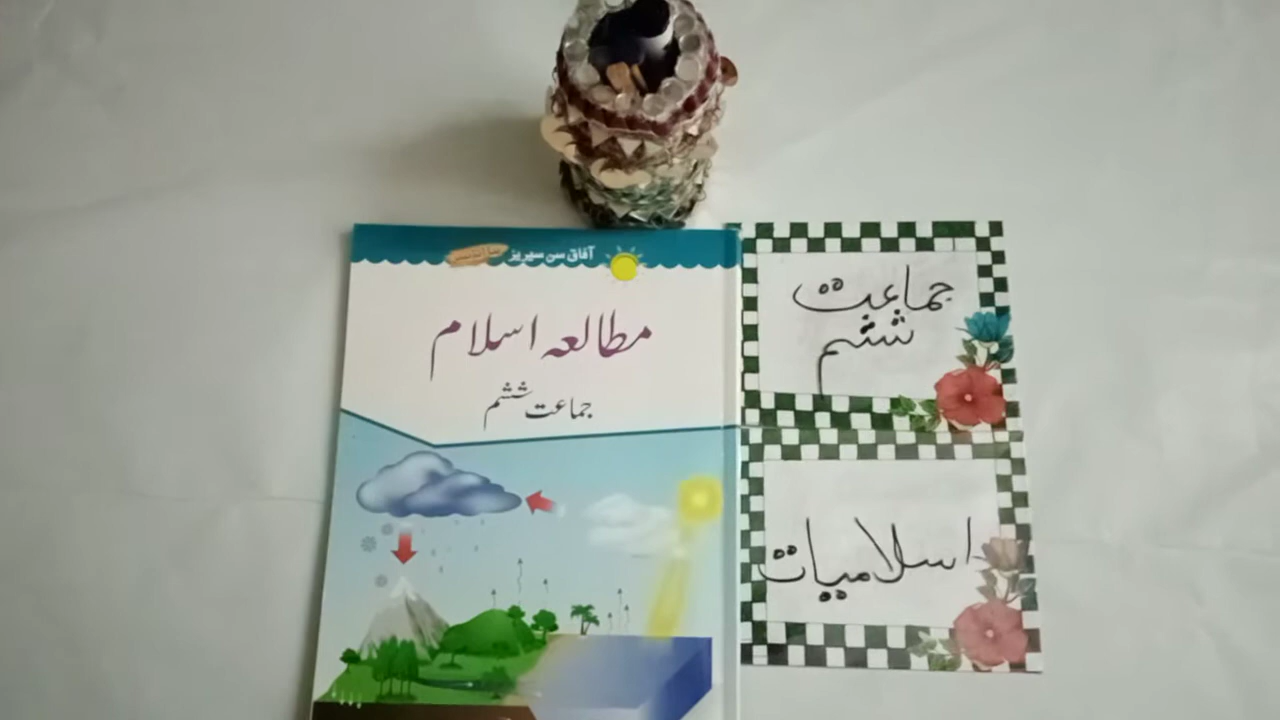 آفاق سن سیریز
مطالعہ اسلام
جماعت ششم
جماعت
ششم
اسلامیات